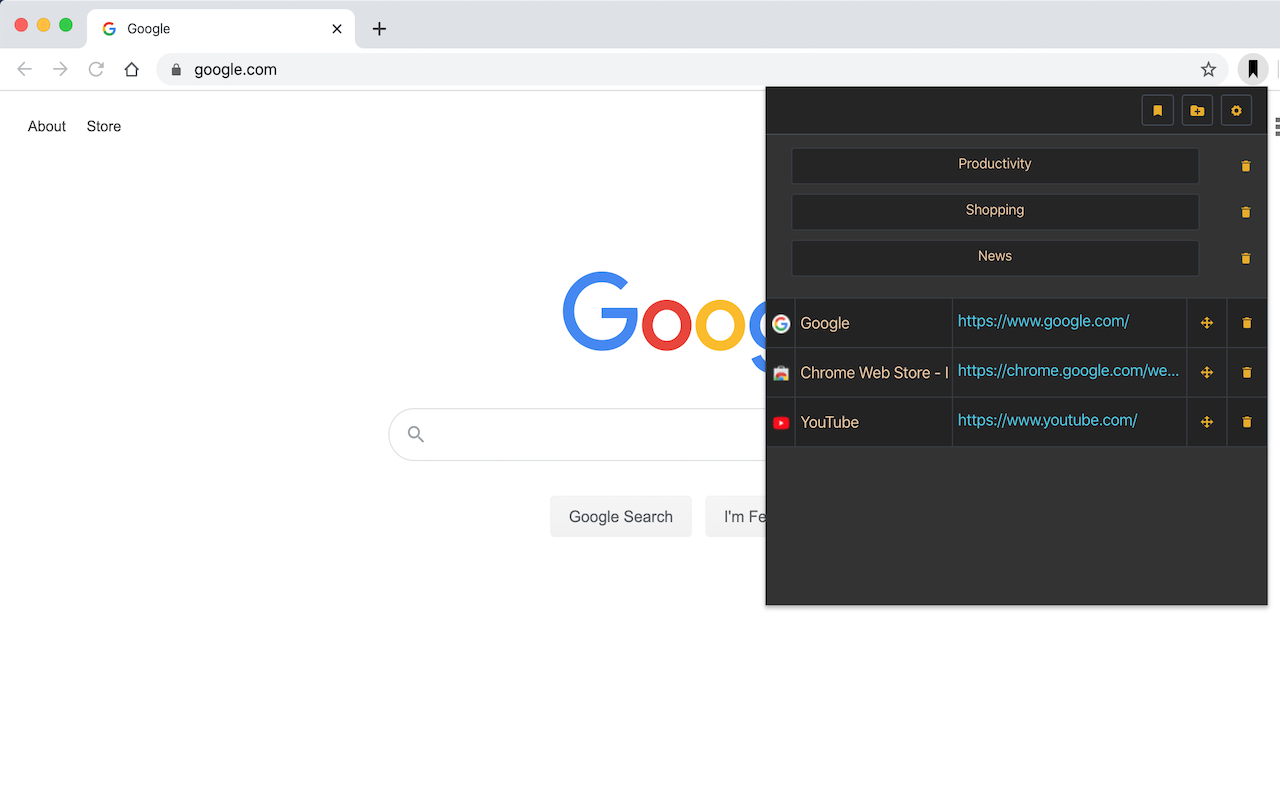 Google
google.com
About Store
Productivity
Shopping
News
Google https://www.google.com/
Chrome Web Store - https://chrome.google.com/we...
YouTube https://www.youtube.com/
Goog
Google Search I'm Fe